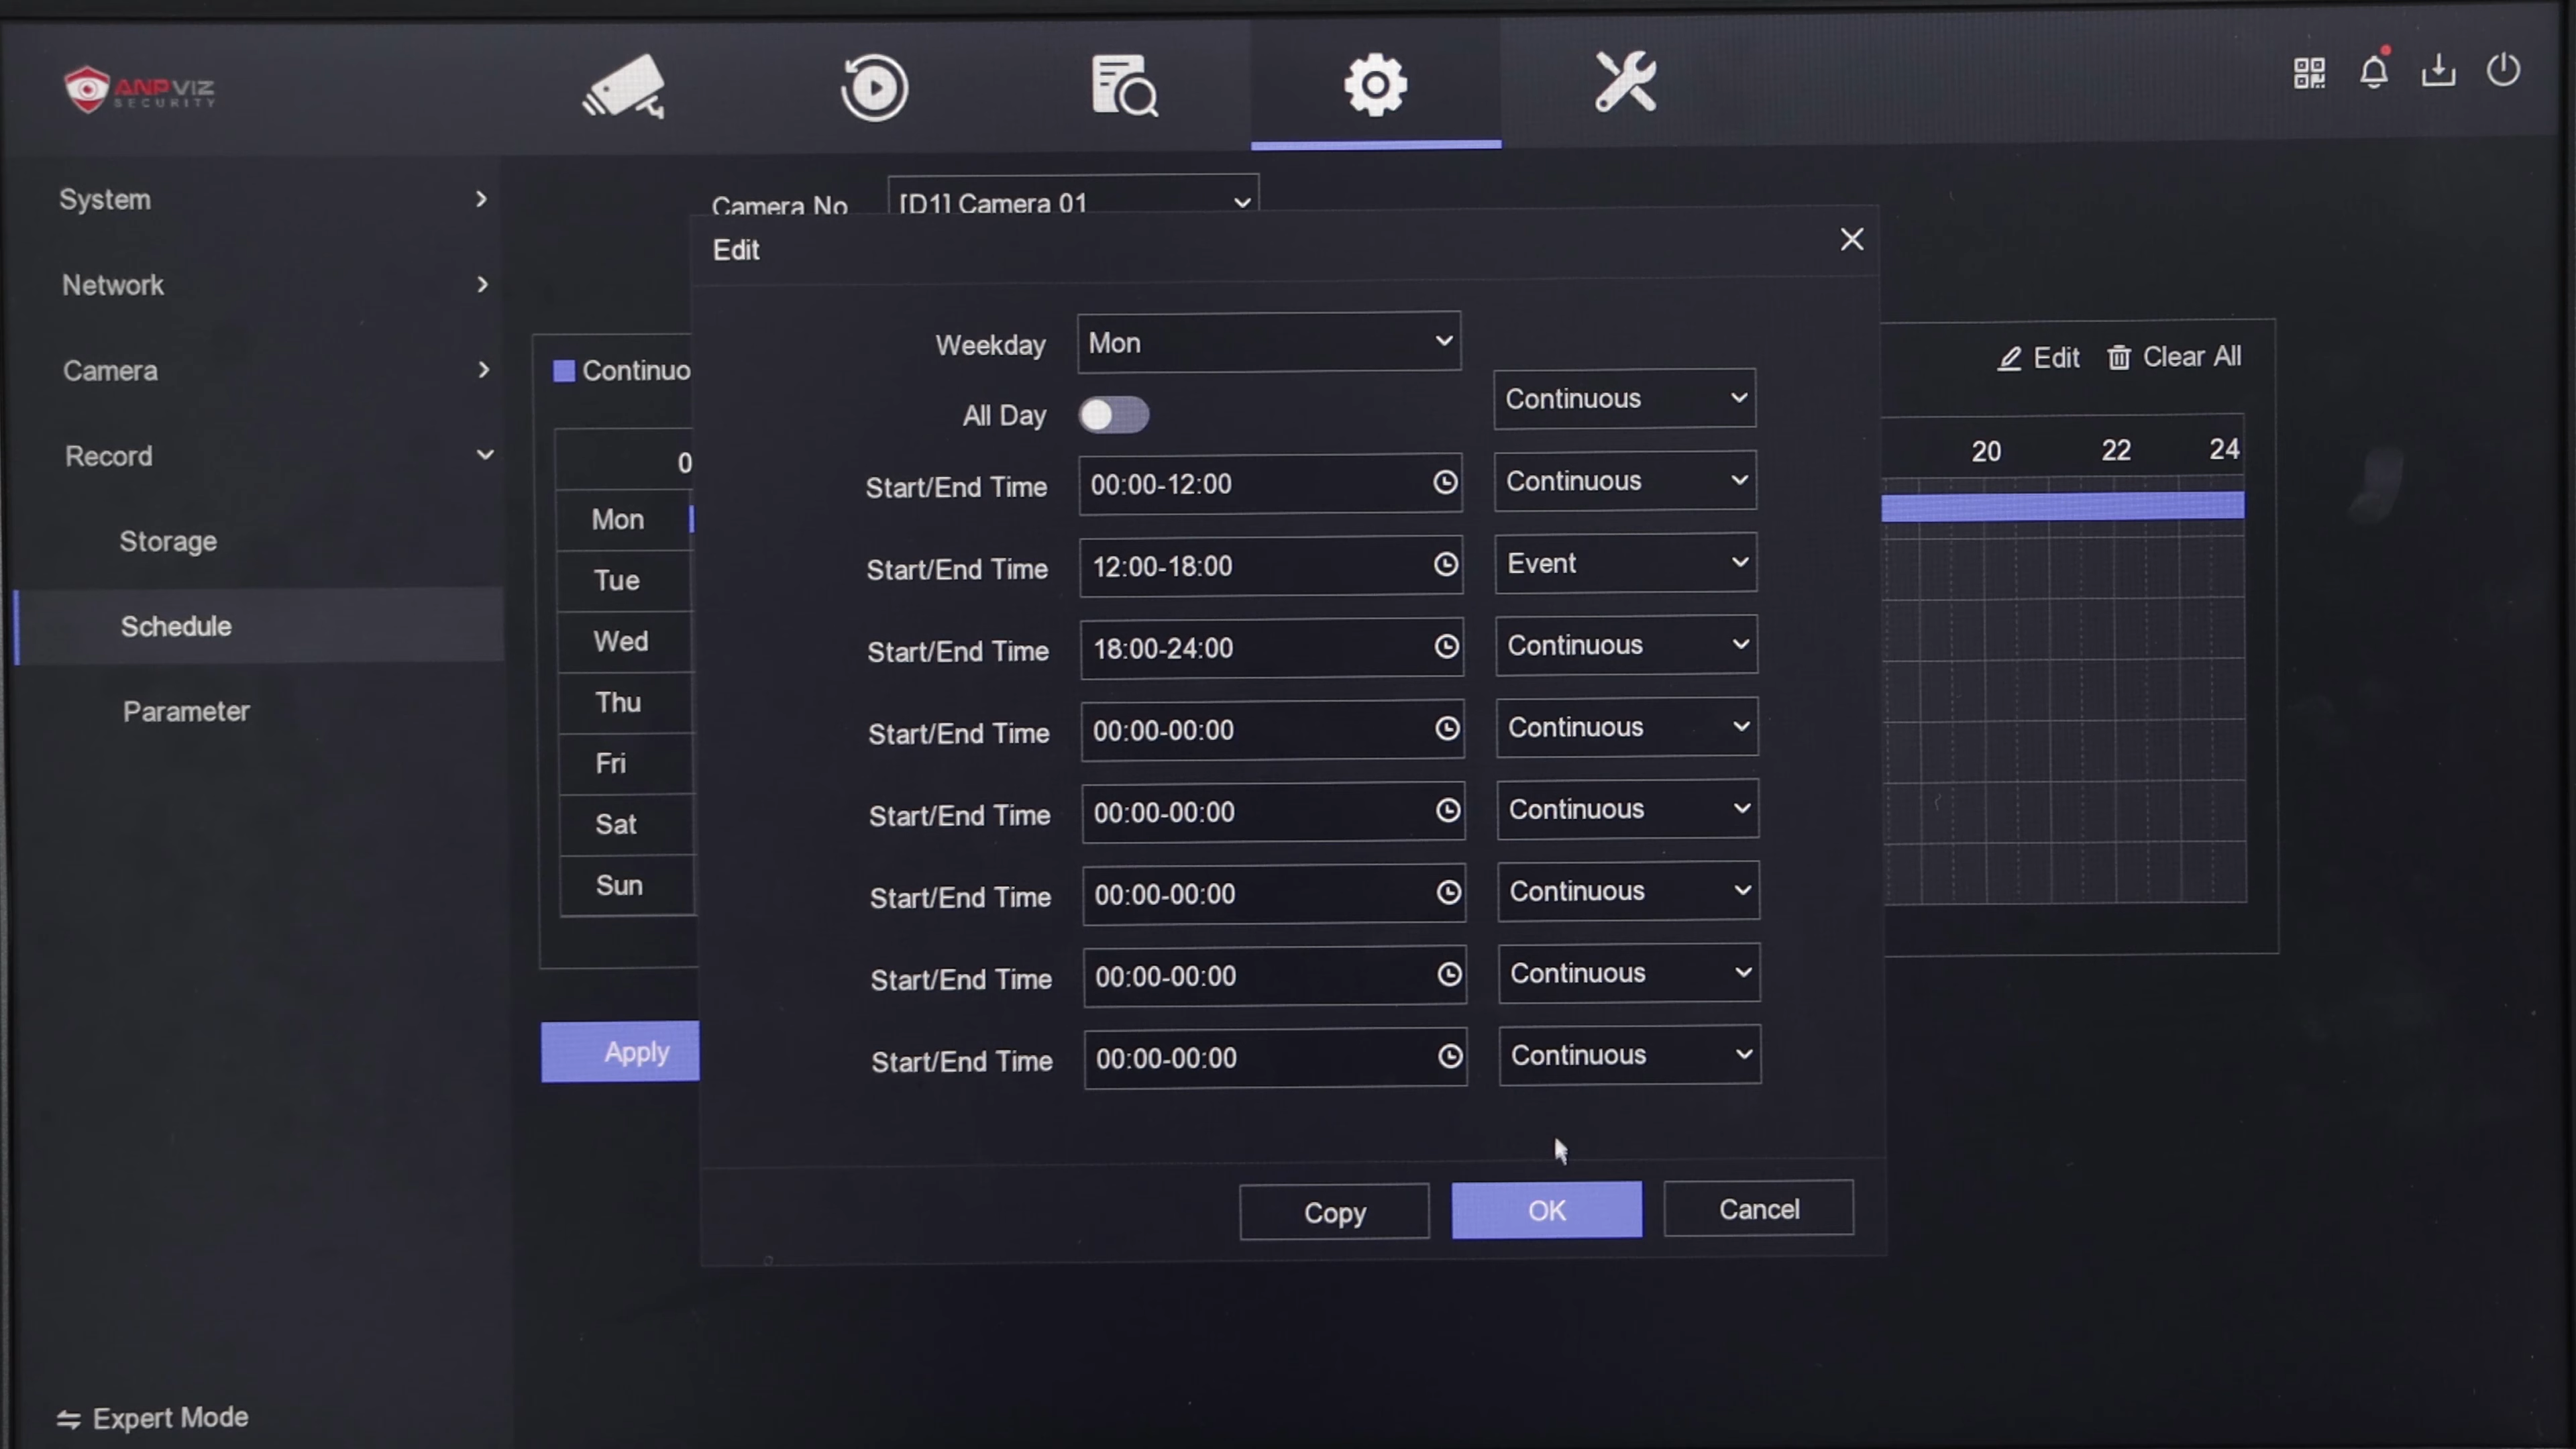 ANPVIZ
SECURITY
System
Network
Camera
Record
Storage
Schedule
Parameter
Expert Mode
Camera No
[D1] Camera 01
Continuo
Edit
Clear All
0
20 22 24
Mon
Tue
Wed
Thu
Fri
Sat
Sun
Apply
Edit
Weekday Mon
All Day Continuous
Start/End Time 00:00-12:00 Continuous
Start/End Time 12:00-18:00 Event
Start/End Time 18:00-24:00 Continuous
Start/End Time 00:00-00:00 Continuous
Start/End Time 00:00-00:00 Continuous
Start/End Time 00:00-00:00 Continuous
Start/End Time 00:00-00:00 Continuous
Start/End Time 00:00-00:00 Continuous
Copy OK Cancel